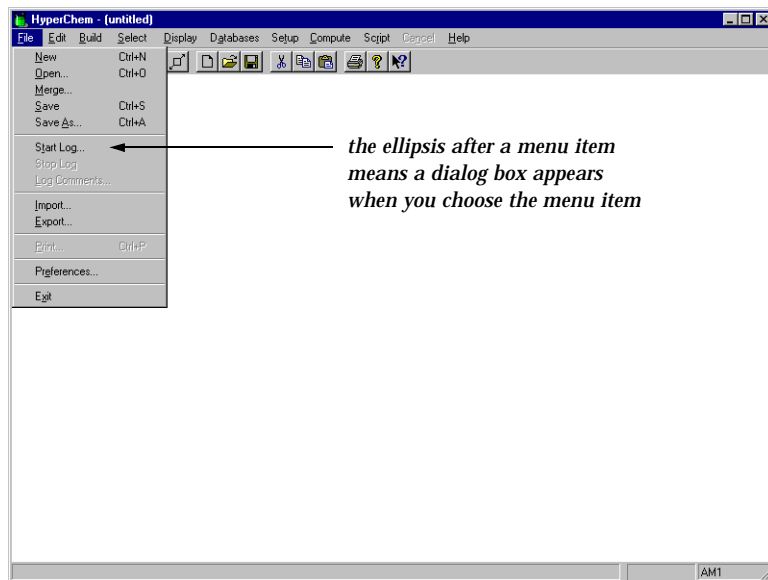 HyperChem - (untitled)
File Edit Build Select Display Databases Setup Compute Script Cancel Help
New Ctrl+N
Open... Ctrl+O
Merge...
Save Ctrl+S
Save As... Ctrl+A
Start Log...
Stop Log
Log Comments...
Import...
Export...
Print... Ctrl+P
Preferences...
Exit
the ellipsis after a menu item
means a dialog box appears
when you choose the menu item
AM1